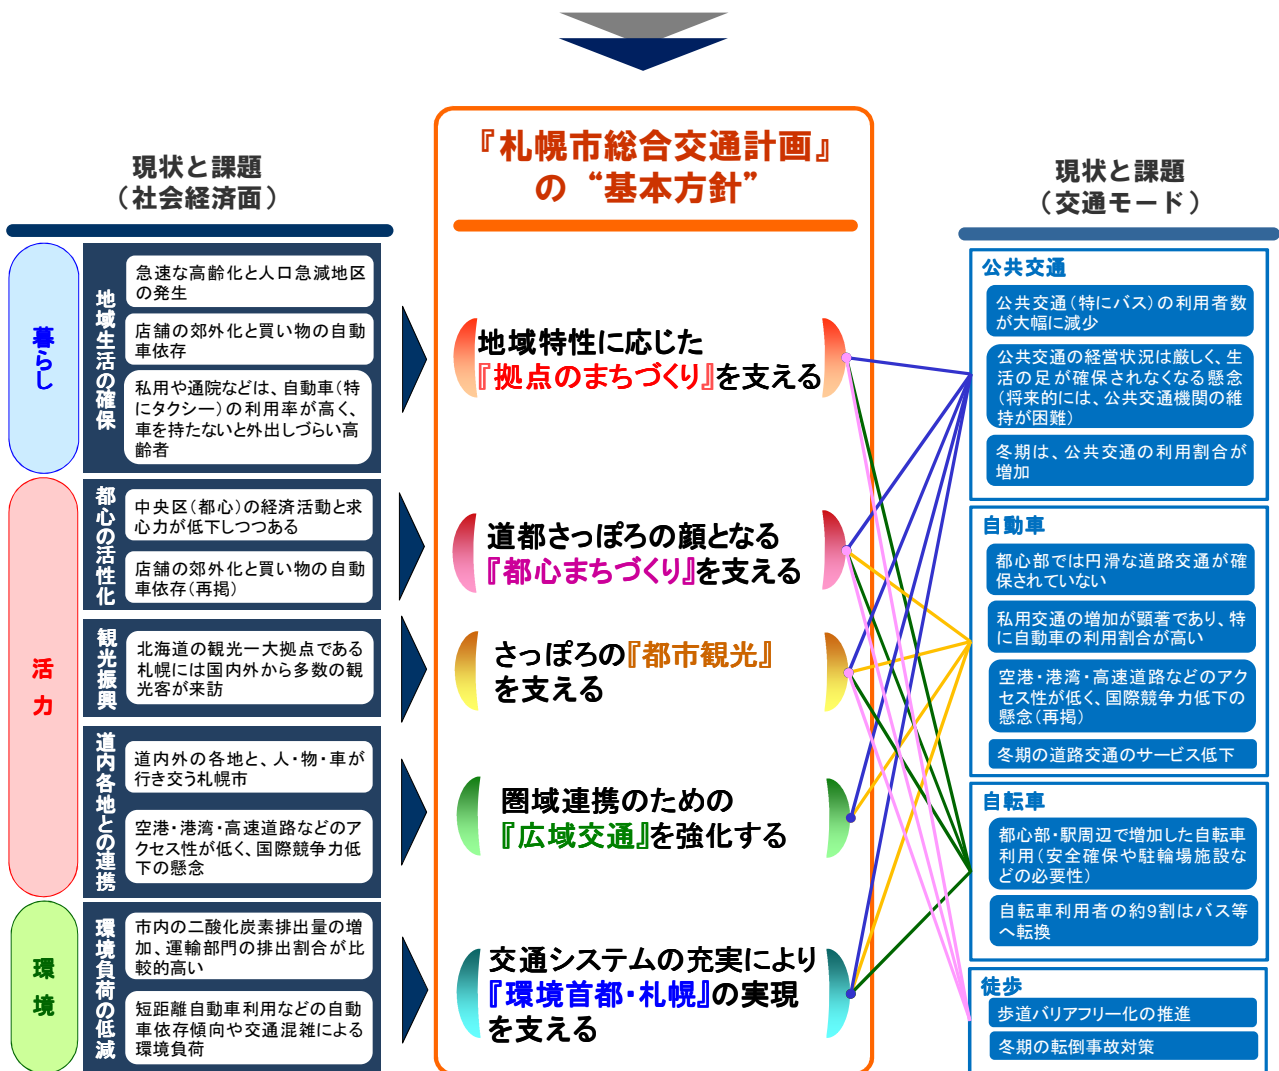 『札幌市総合交通計画』
の“基本方針”
現状と課題
（社会経済面）
暮らし
地域生活の確保
急速な高齢化と人口急減地区
の発生
店舗の郊外化と買い物の自動
車依存
私用や通院などは、自動車（特
にタクシー）の利用率が高く、
車を持たないと外出しづらい高
齢者
活力
都心の活性化
中央区（都心）の経済活動と求
心力が低下しつつある
店舗の郊外化と買い物の自動
車依存（再掲）
観光振興
北海道の観光一大拠点である
札幌には国内外から多数の観
光客が来訪
道内各地との連携
道内外の各地と、人・物・車が
行き交う札幌市
空港・港湾・高速道路などのア
クセス性が低く、国際競争力低
下の懸念
環境
環境負荷の低減
市内の二酸化炭素排出量の増
加、運輸部門の排出割合が比
較的高い
短距離自動車利用などの自動
車依存傾向や交通混雑による
環境負荷
地域特性に応じた
『拠点のまちづくり』を支える
道都さっぽろの顔となる
『都心まちづくり』を支える
さっぽろの『都市観光』
を支える
圏域連携のための
『広域交通』を強化する
交通システムの充実により
『環境首都・札幌』の実現
を支える
現状と課題
（交通モード）
公共交通
公共交通（特にバス）の利用者数
が大幅に減少
公共交通の経営状況は厳しく、生
活の足が確保されなくなる懸念
（将来的には、公共交通機関の維
持が困難）
冬期は、公共交通の利用割合が
増加
自動車
都心部では円滑な道路交通が確
保されていない
私用交通の増加が顕著であり、特
に自動車の利用割合が高い
空港・港湾・高速道路などのアク
セス性が低く、国際競争力低下の
懸念（再掲）
冬期の道路交通のサービス低下
自転車
都心部・駅周辺で増加した自転車
利用（安全確保や駐輪場施設な
どの必要性）
自転車利用者の約9割はバス等
へ転換
徒歩
歩道バリアフリー化の推進
冬期の転倒事故対策